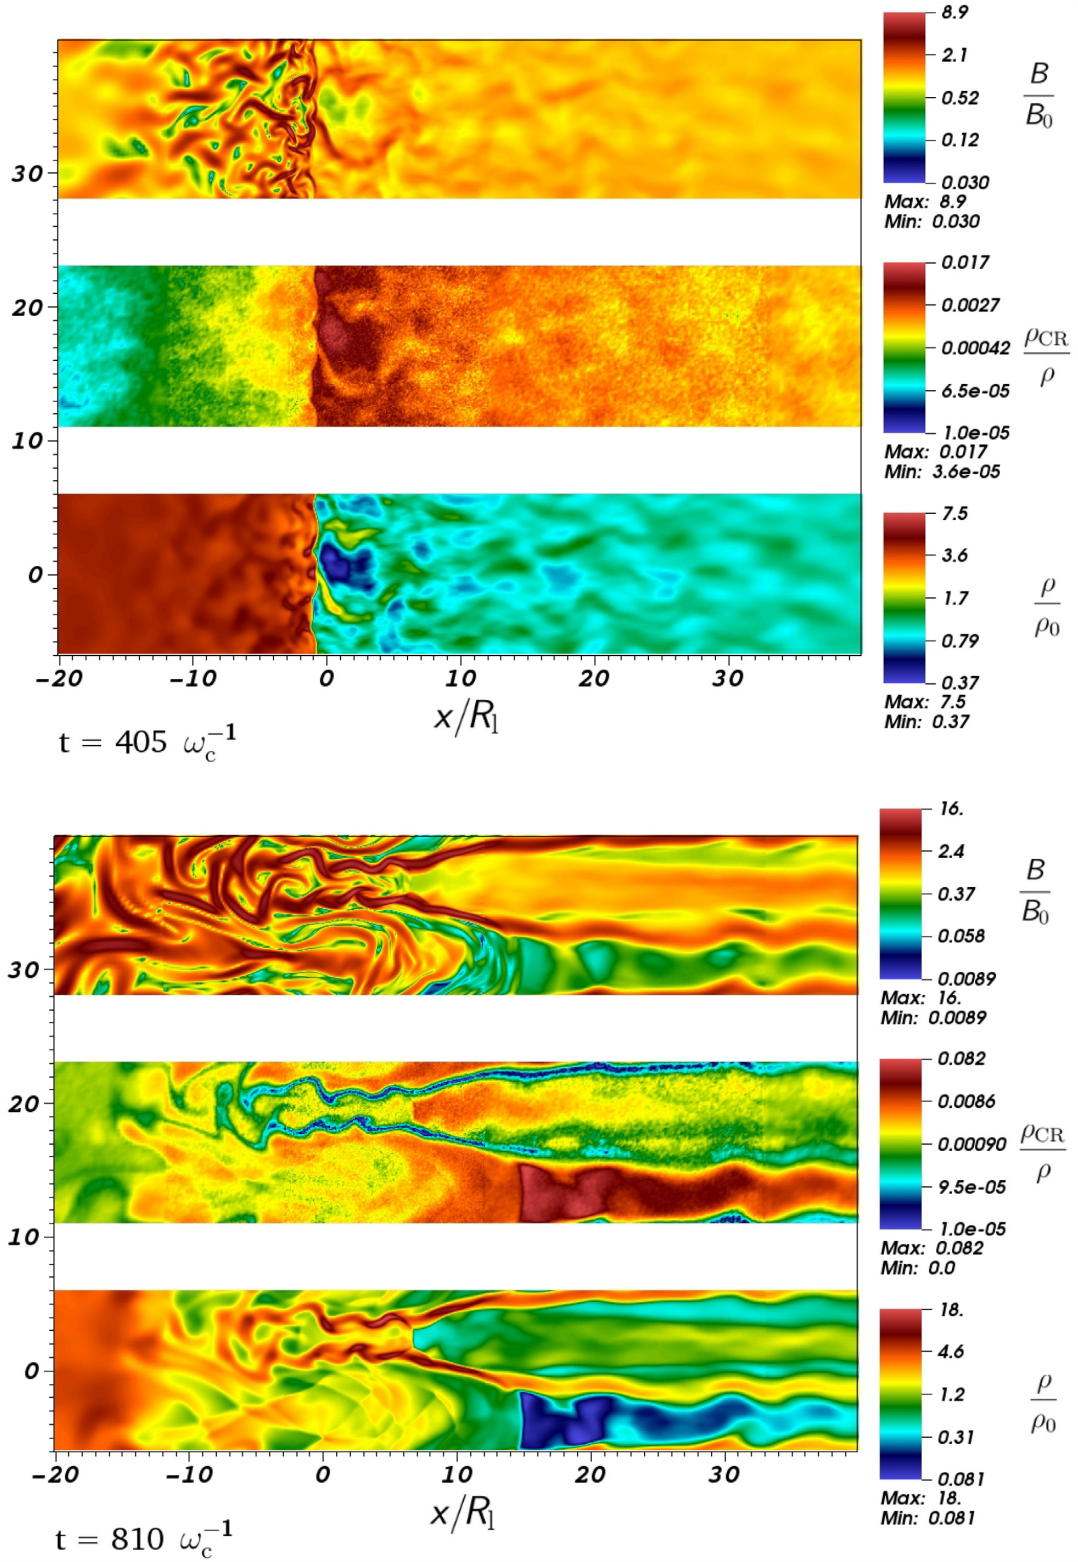 8.9
2.1
0.52
0.12
0.030
B
B₀
Max: 8.9
Min: 0.030
30
0.017
0.0027
0.00042
6.5e-05
1.0e-05
ρCR
ρ
Max: 0.017
Min: 3.6e-05
20
10
7.5
3.6
1.7
0.79
0.37
ρ
ρ₀
Max: 7.5
Min: 0.37
0
−20 −10 0 10 20 30
x/Rl
t = 405 ωc⁻¹
16.
2.4
0.37
0.058
0.0089
B
B₀
Max: 16.
Min: 0.0089
30
0.082
0.0086
0.00090
9.5e-05
1.0e-05
ρCR
ρ
Max: 0.082
Min: 0.0
20
10
18.
4.6
1.2
0.31
0.081
ρ
ρ₀
Max: 18.
Min: 0.081
0
−20 −10 0 10 20 30
x/Rl
t = 810 ωc⁻¹